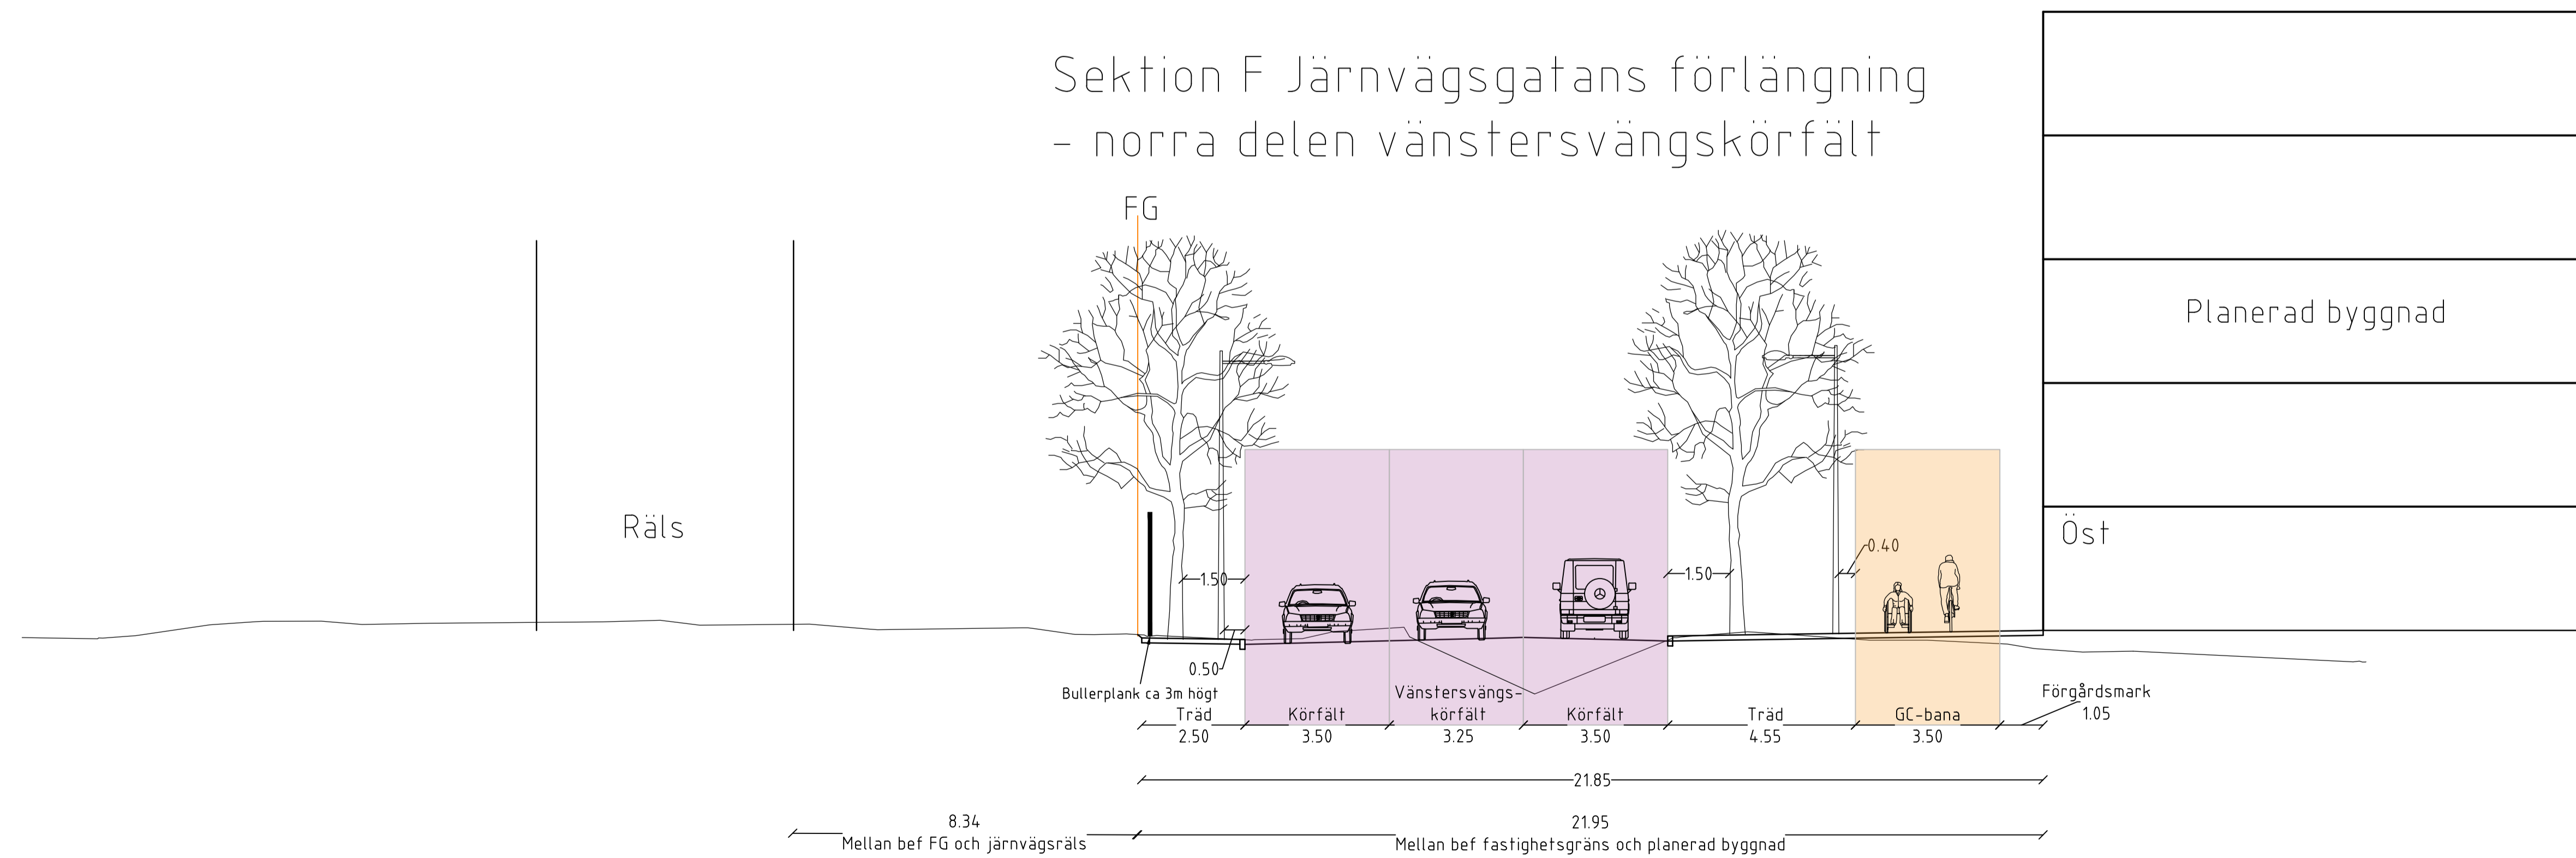 Sektion F Järnvägsgatans förlängning
- norra delen vänstersvängskörfält
FG
Planerad byggnad
Räls
Öst
1.50
1.50
0.40
0.50
Bullerplank ca 3m högt
Vänstersvängs-
körfält
Förgårdsmark
1.05
Träd
Körfält
Körfält
Träd
GC-bana
2.50
3.50
3.25
3.50
4.55
3.50
21.85
8.34
Mellan bef FG och järnvägsräls
21.95
Mellan bef fastighetsgräns och planerad byggnad